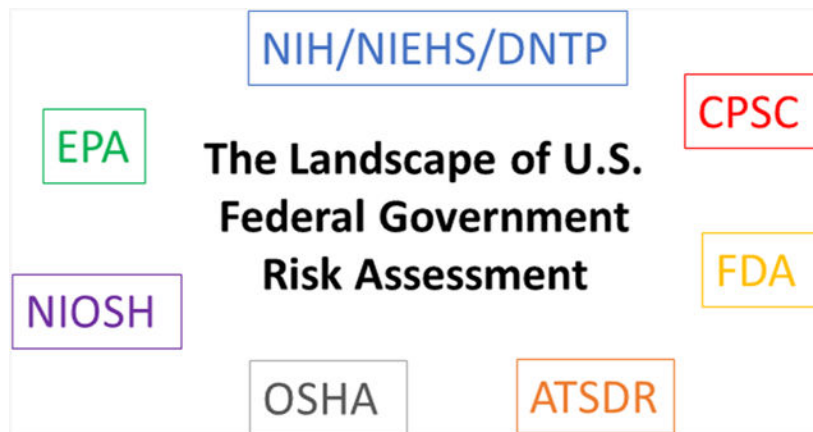 NIH/NIEHS/DNTP
CPSC
EPA
The Landscape of U.S.
Federal Government
Risk Assessment
FDA
NIOSH
OSHA
ATSDR